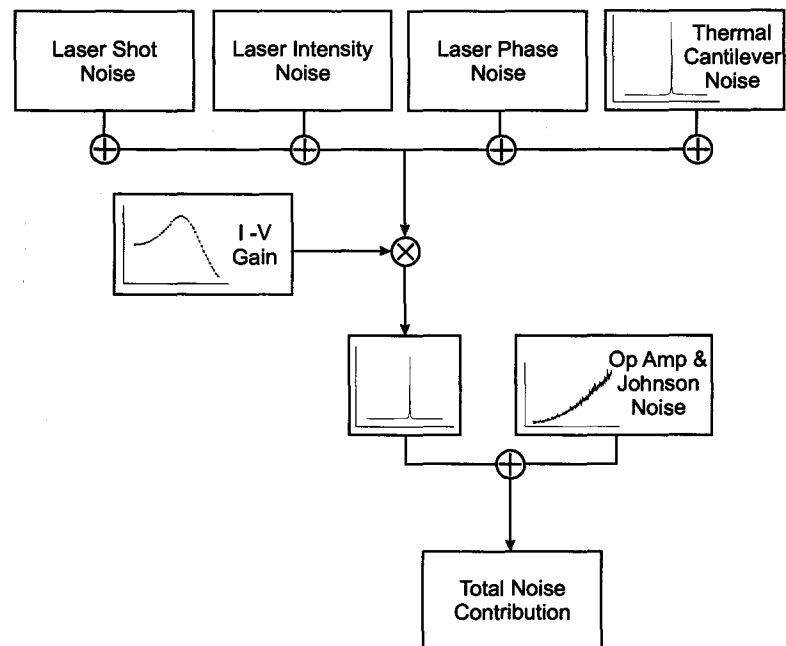 Laser Shot
Noise
Laser Intensity
Noise
Laser Phase
Noise
Thermal
Cantilever
Noise
I -V
Gain
Op Amp &
Johnson
Noise
Total Noise
Contribution